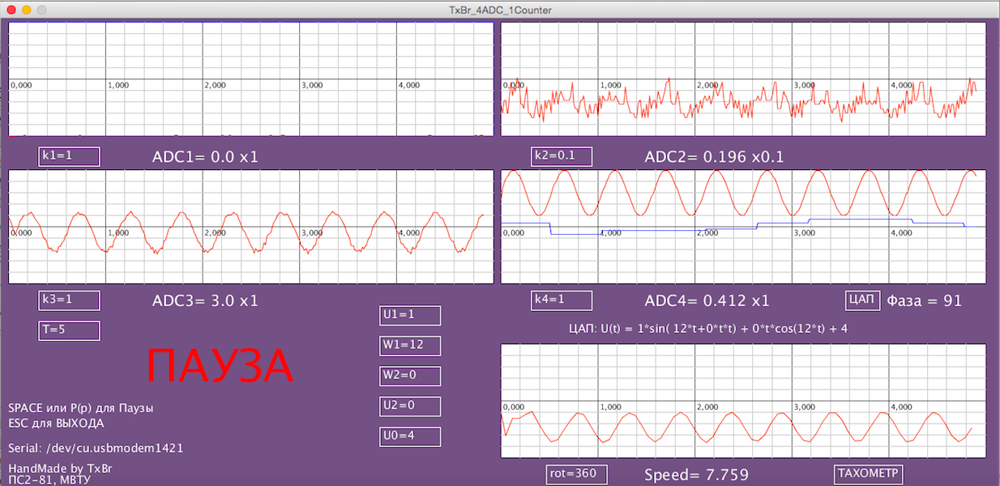 TxBr_4ADC_1Counter
0,000 1,000 2,000 3,000 4,000
0,000 1,000 2,000 3,000 4,000
k1=1 ADC1= 0.0 x1
k2=0.1 ADC2= 0.196 x0.1
0,000 1,000 2,000 3,000 4,000
0,000 1,000 2,000 3,000 4,000
k3=1 ADC3= 3.0 x1
k4=1 ADC4= 0.412 x1 ЦАП Фаза = 91
T=5
U1=1
W1=12
W2=0
U2=0
U0=4
ЦАП: U(t) = 1*sin( 12*t+0*t*t) + 0*t*cos(12*t) + 4
ПАУЗА
0,000 1,000 2,000 3,000 4,000
SPACE или P(p) для Паузы
ESC для ВЫХОДА
Serial: /dev/cu.usbmodem1421
HandMade by TxBr
ПС2-81, МВТУ
rot=360 Speed= 7.759 ТАХОМЕТР